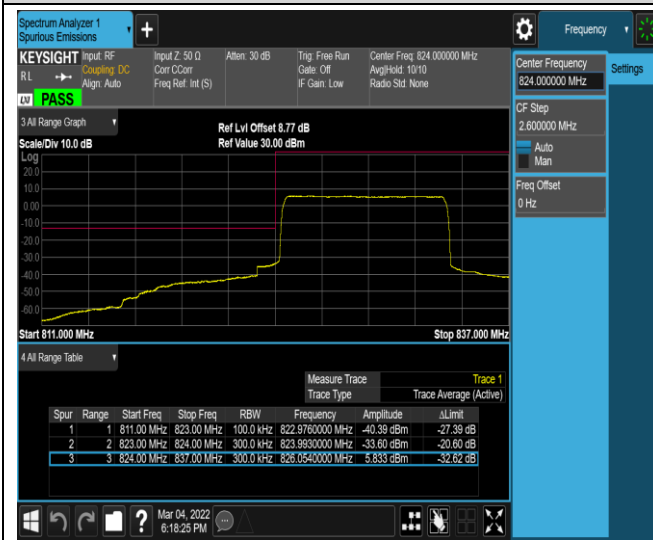 Spectrum Analyzer 1
Spurious Emissions
Frequency
KEYSIGHT
R L
LXI
PASS
Input: RF
Coupling: DC
Align: Auto
Input Z: 50 Ω
Corr CCorr
Freq Ref: Int (S)
Atten: 30 dB
Trig: Free Run
Gate: Off
IF Gain: Low
Center Freq: 824.000000 MHz
Avg|Hold: 10/10
Radio Std: None
Center Frequency
824.000000 MHz
Settings
CF Step
2.600000 MHz
Auto
Man
Freq Offset
0 Hz
3 All Range Graph
Scale/Div 10.0 dB
Ref Lvl Offset 8.77 dB
Ref Value 30.00 dBm
Log
20.0
10.0
0.00
-10.0
-20.0
-30.0
-40.0
-50.0
-60.0
Start 811.000 MHz
Stop 837.000 MHz
4 All Range Table
Measure Trace Trace 1
Trace Type Trace Average (Active)
Spur Range Start Freq Stop Freq RBW Frequency Amplitude ΔLimit
1 1 811.00 MHz 823.00 MHz 100.0 kHz 822.9760000 MHz -40.39 dBm -27.39 dB
2 2 823.00 MHz 824.00 MHz 300.0 kHz 823.9930000 MHz -33.60 dBm -20.60 dB
3 3 824.00 MHz 837.00 MHz 300.0 kHz 826.0540000 MHz 5.833 dBm -32.62 dB
Mar 04, 2022
6:18:25 PM